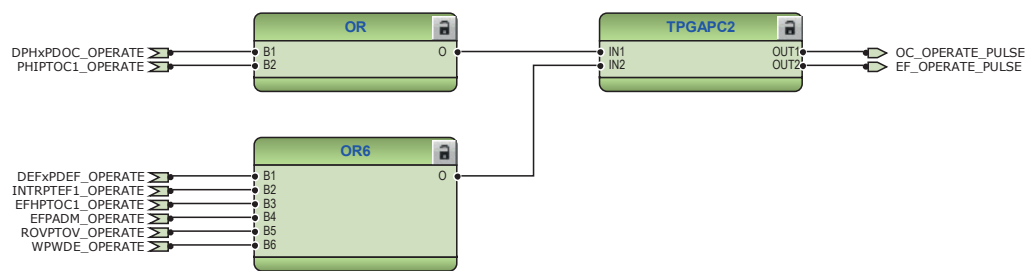 OR
TPGAPC2
DPHxPDOC_OPERATE B1 O IN1 OUT1 OC_OPERATE_PULSE
PHIPTOC1_OPERATE B2 IN2 OUT2 EF_OPERATE_PULSE
OR6
DEFxPDEF_OPERATE B1 O
INTRPTEF1_OPERATE B2
EFHPTOC1_OPERATE B3
EFPADM_OPERATE B4
ROVPTOV_OPERATE B5
WPWDE_OPERATE B6